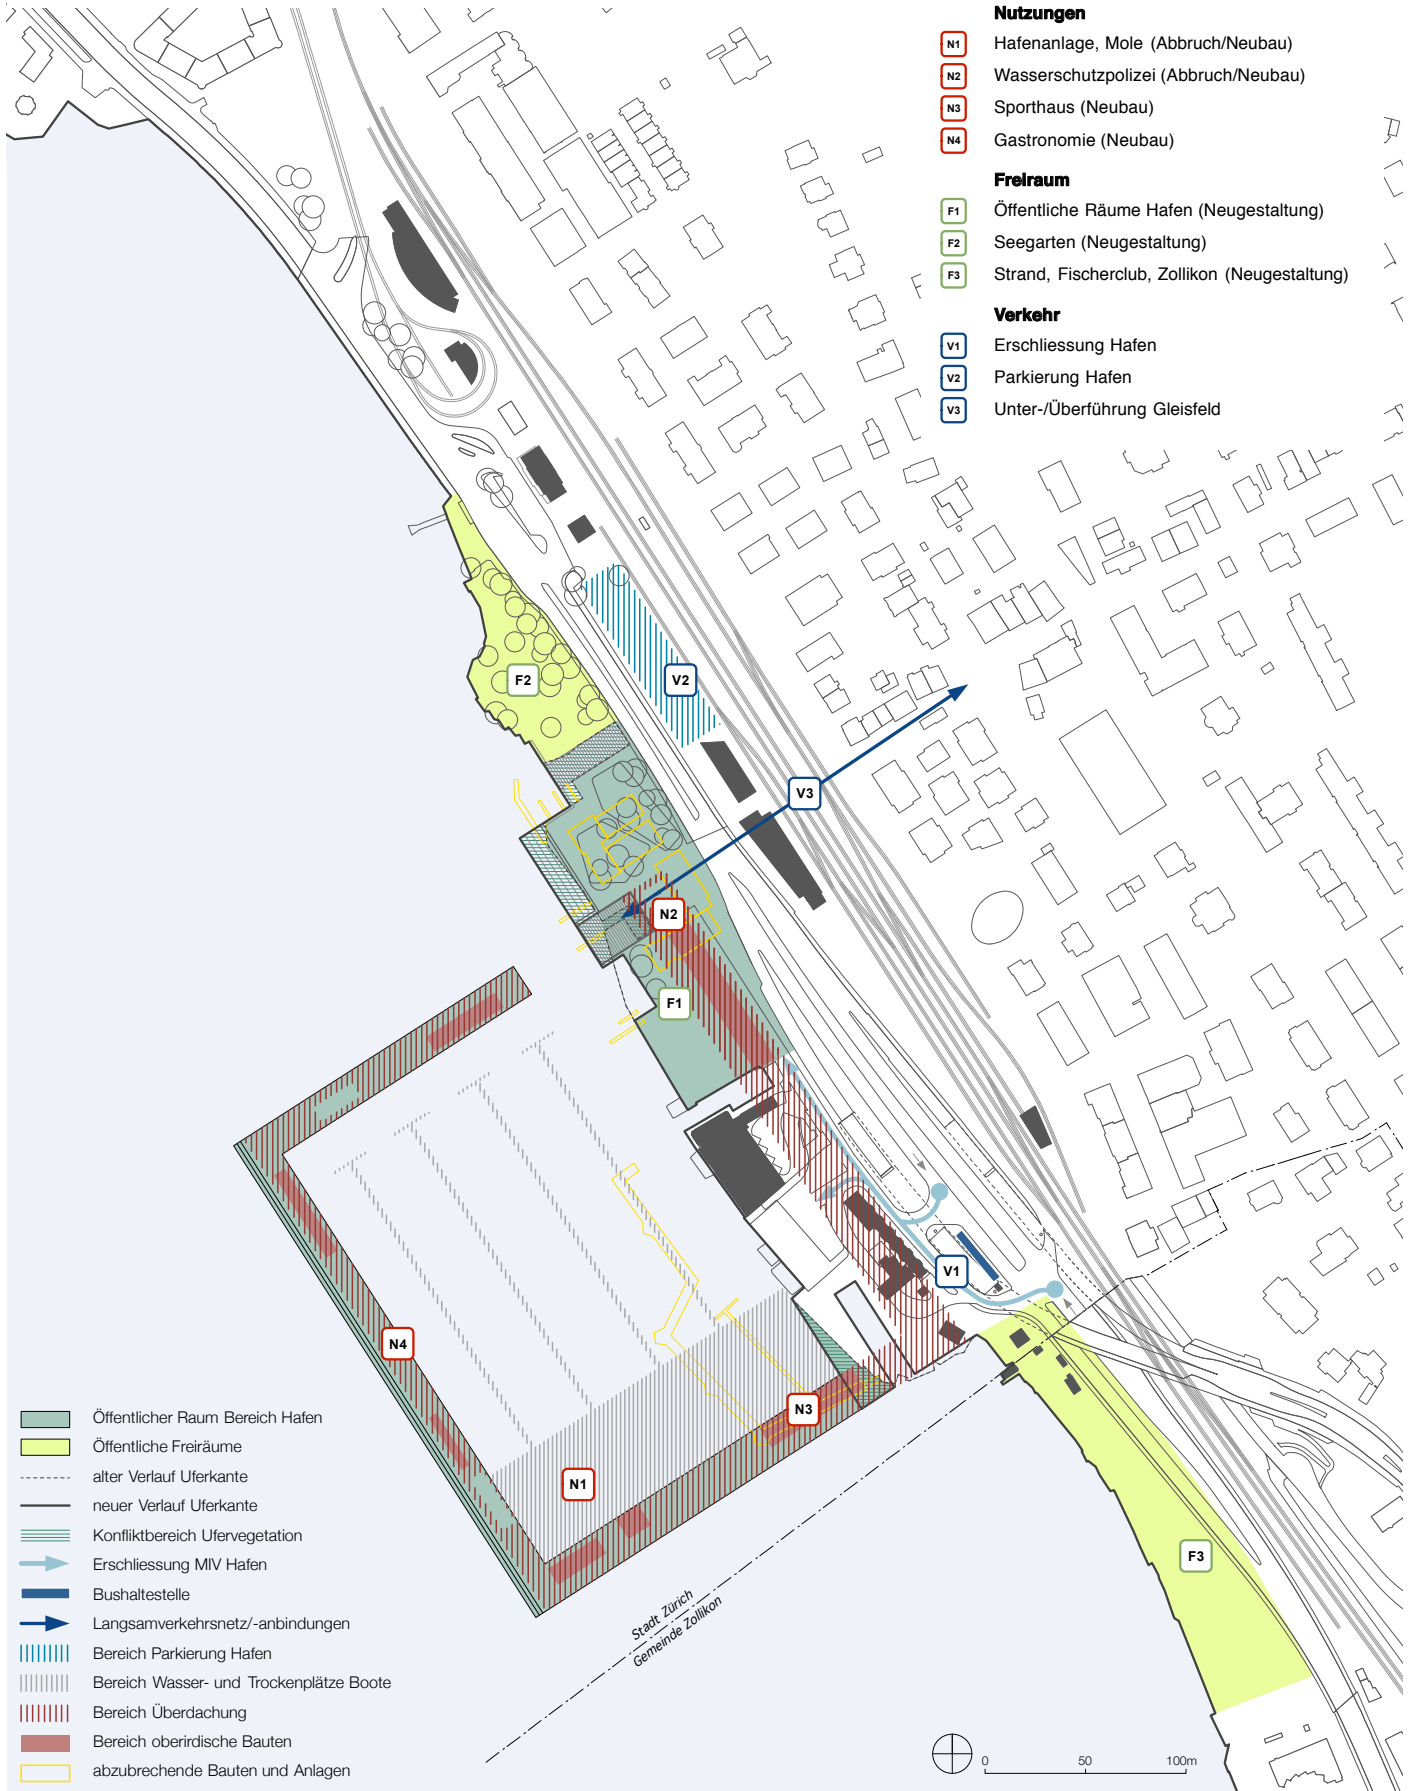 Nutzungen
N1 Hafenanlage, Mole (Abbruch/Neubau)
N2 Wasserschutzpolizei (Abbruch/Neubau)
N3 Sporthaus (Neubau)
N4 Gastronomie (Neubau)
Freiraum
F1 Öffentliche Räume Hafen (Neugestaltung)
F2 Seegarten (Neugestaltung)
F3 Strand, Fischerclub, Zollikon (Neugestaltung)
Verkehr
V1 Erschliessung Hafen
V2 Parkierung Hafen
V3 Unter-/Überführung Gleisfeld
F2
V2
V3
N2
F1
V1
N4
N3
N1
F3
Stadt Zürich
Gemeinde Zollikon
Öffentlicher Raum Bereich Hafen
Öffentliche Freiräume
alter Verlauf Uferkante
neuer Verlauf Uferkante
Konfliktbereich Ufervegetation
Erschliessung MIV Hafen
Bushaltestelle
Langsamverkehrsnetz/-anbindungen
Bereich Parkierung Hafen
Bereich Wasser- und Trockenplätze Boote
Bereich Überdachung
Bereich oberirdische Bauten
abzubrechende Bauten und Anlagen
0 50 100m